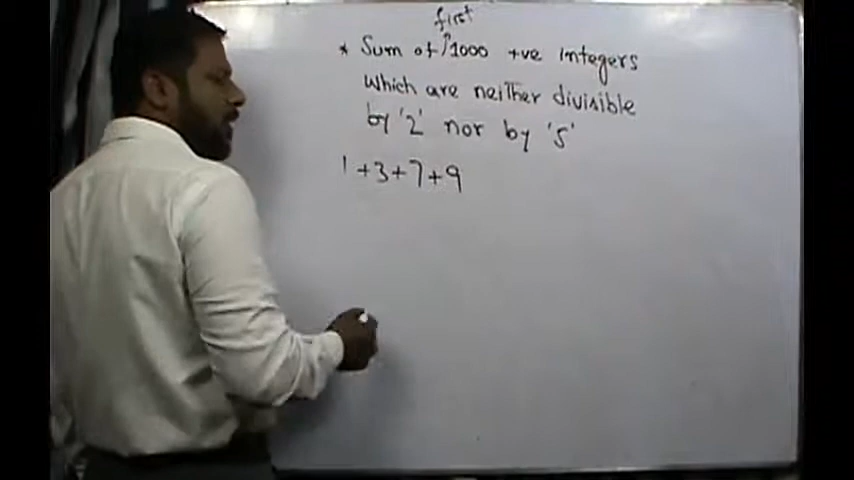 first
* Sum of 1000 +ve integers
which are neither divisible
by '2' nor by '5'
1+3+7+9